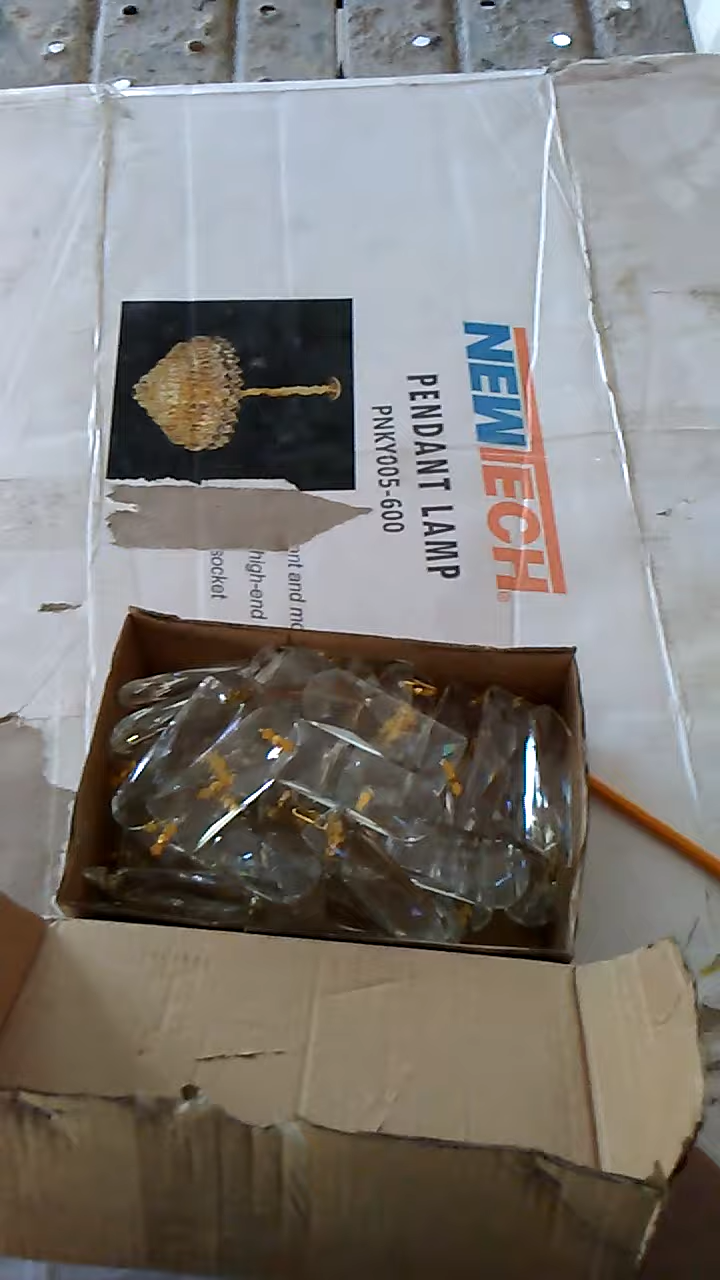 NEWTECH®
PENDANT LAMP
PNKY005-600
nt and mo
high-end
socket